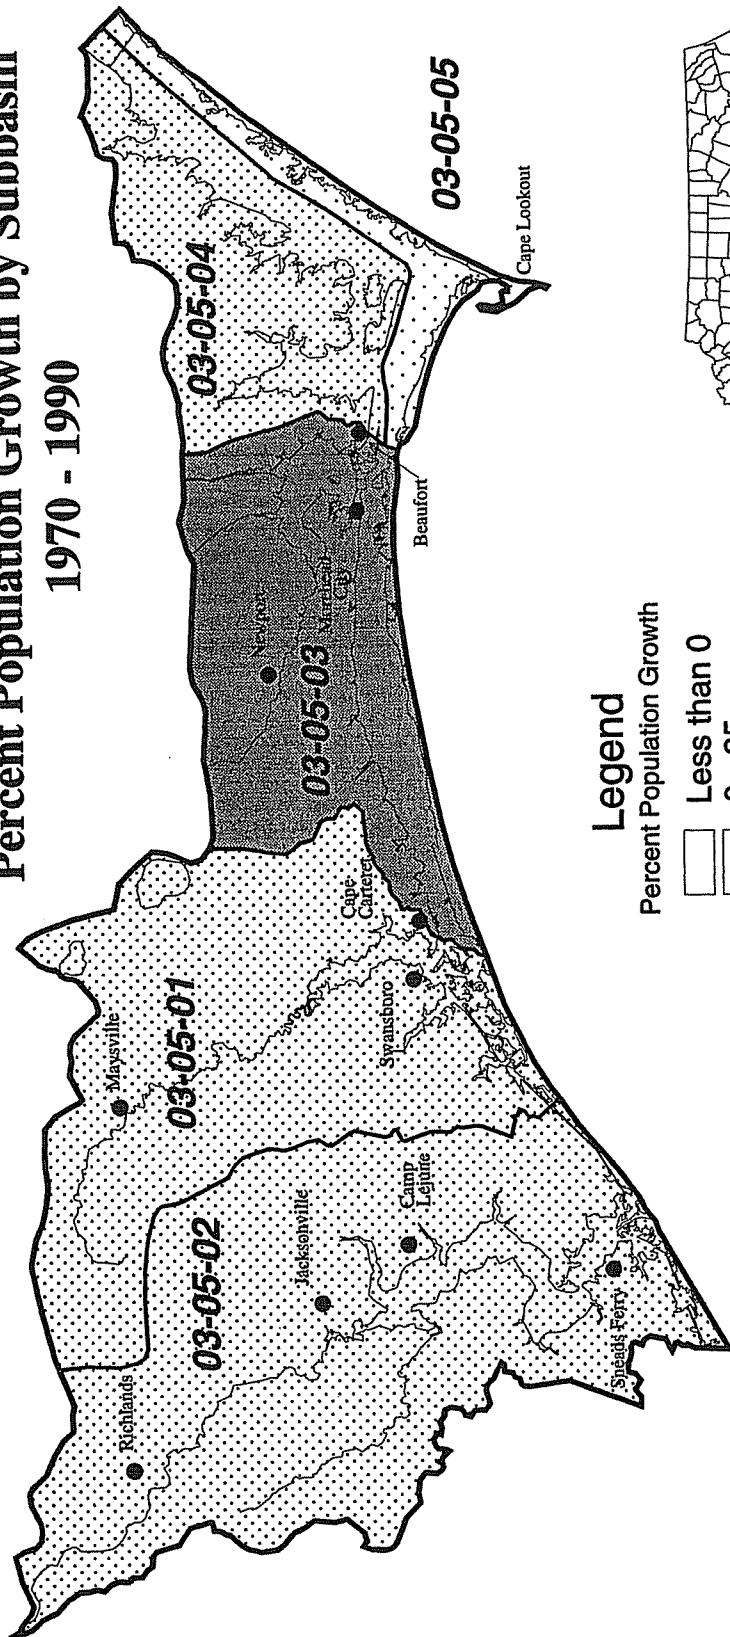 Percent Population Growth by Subbasin
1970 - 1990
Richlands
03-05-02
Jacksonville
Camp
Lejune
Sneads Ferry
Maysville
03-05-01
Swansboro
Cape
Carteret
Newport
03-05-03
Morehead
City
Beaufort
03-05-04
03-05-05
Cape Lookout
Legend
Percent Population Growth
Less than 0